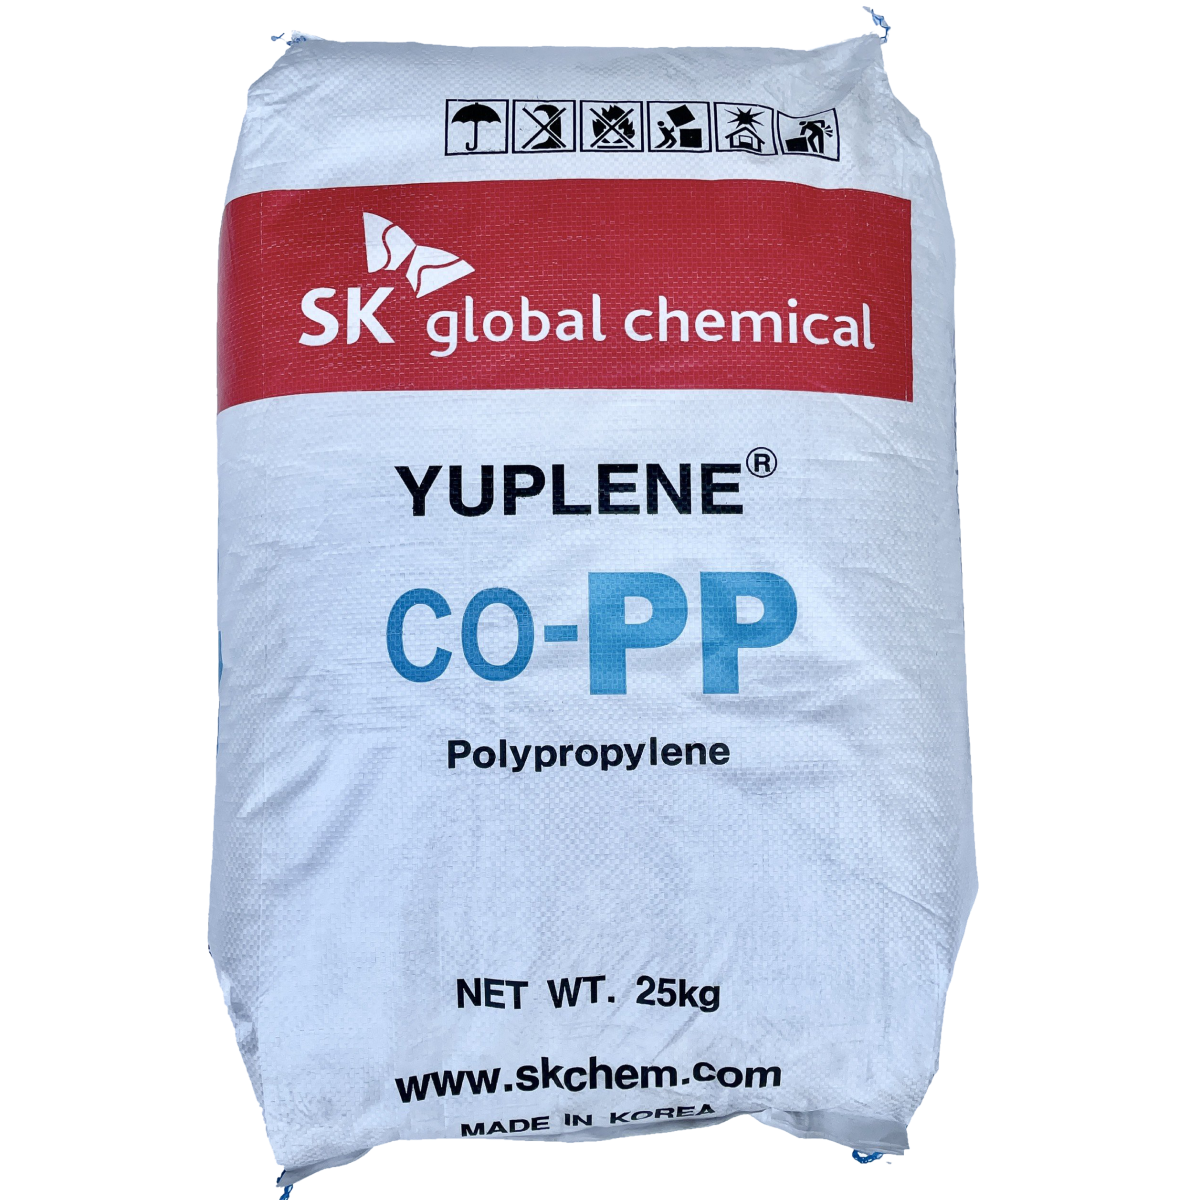 SK global chemical
YUPLENE®
CO-PP
Polypropylene
NET WT. 25kg
www.skchem.com
MADE IN KOREA